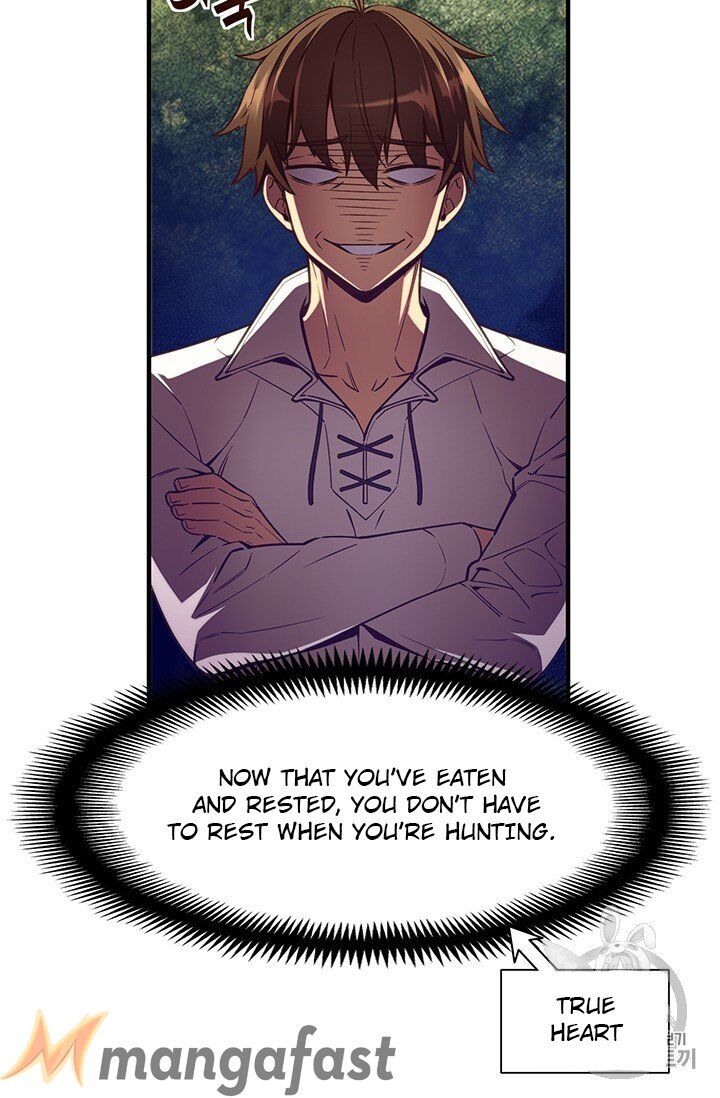 NOW THAT YOU'VE EATEN
AND RESTED, YOU DON'T HAVE
TO REST WHEN YOU'RE HUNTING.
TRUE
HEART
mangafast